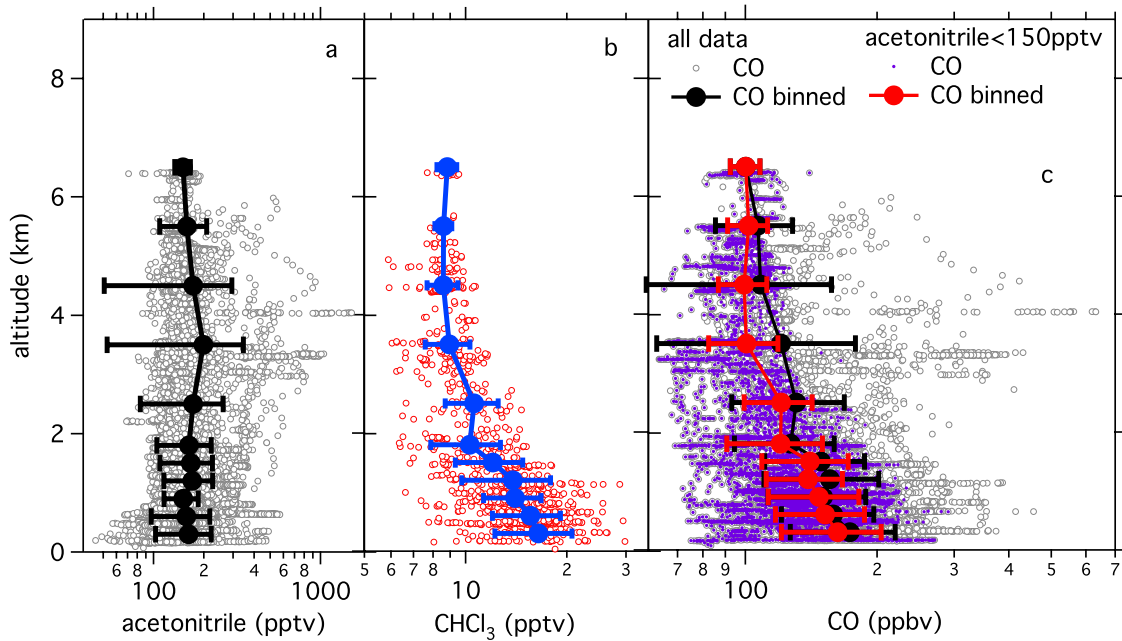 a
b
all data
acetonitrile<150pptv
CO
CO
CO binned
CO binned
c
altitude (km)
8
6
4
2
0
6 8 100 2 4 6 8 1000
5 6 7 8 9 10 2 3
7 8 9 100 2 3 4 5 6 7
acetonitrile (pptv)
CHCl₃ (pptv)
CO (ppbv)